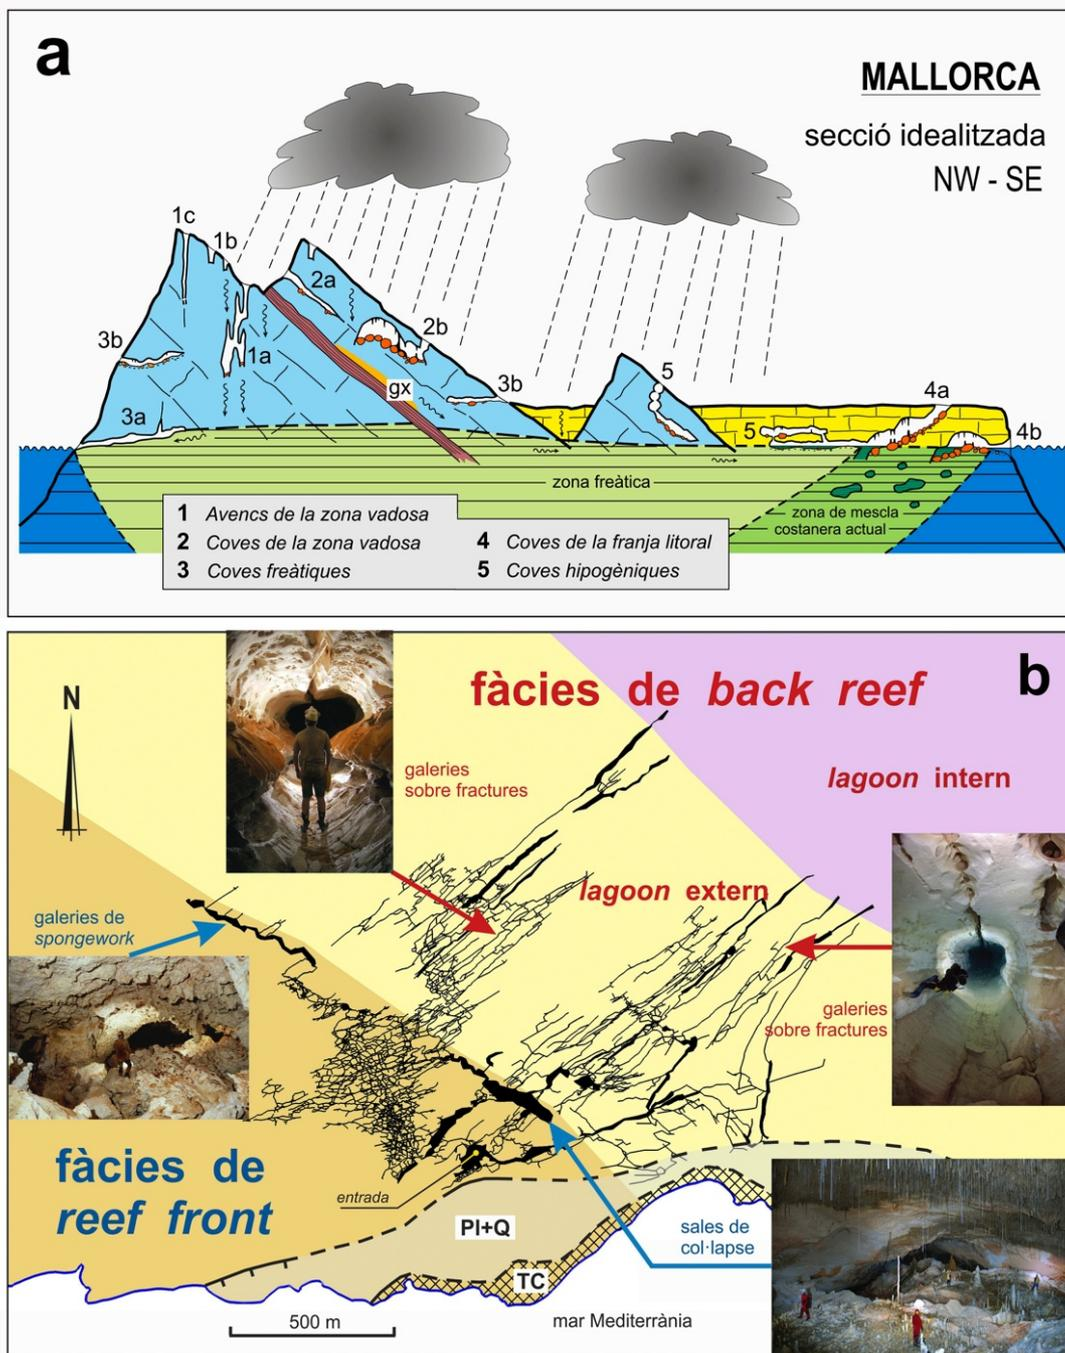 a
MALLORCA
secció idealitzada
NW - SE
1c
1b
2a
3b
2b
1a
gx
3b
5
4a
3a
5
4b
zona freàtica
zona de mescla
costanera actual
1 Avencs de la zona vadosa
2 Coves de la zona vadosa
3 Coves freàtiques
4 Coves de la franja litoral
5 Coves hipogèniques
b
fàcies de back reef
N
galeries
sobre fractures
lagoon intern
lagoon extern
galeries de
spongework
galeries
sobre fractures
fàcies de
reef front
entrada
Pl+Q
sales de
col·lapse
TC
500 m
mar Mediterrània